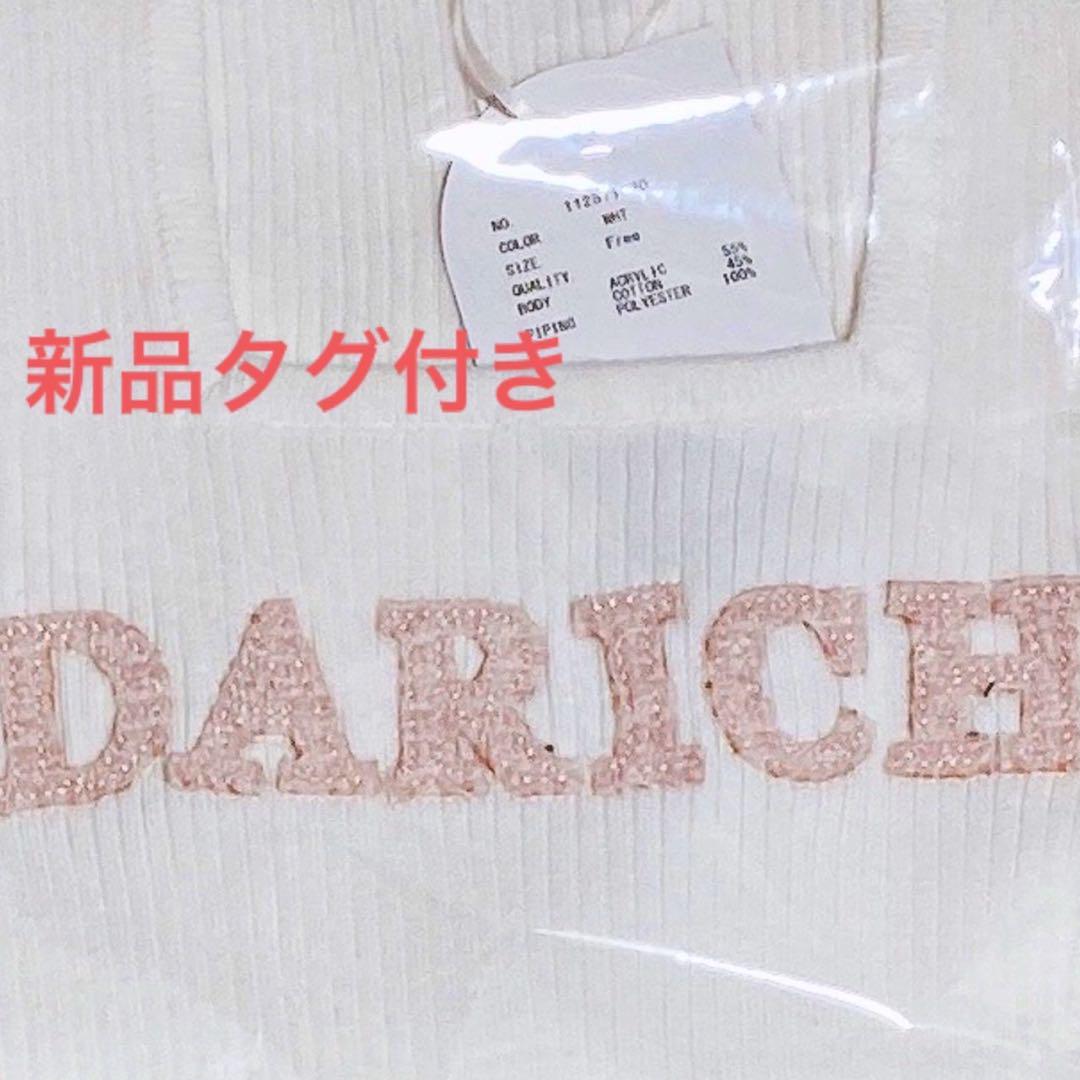 NO.
COLOR WHT
SIZE Free
QUALITY
BODY ACRYLIC 55%
COTTON 45%
PIPING POLYESTER 100%
新品タグ付き
DARICH